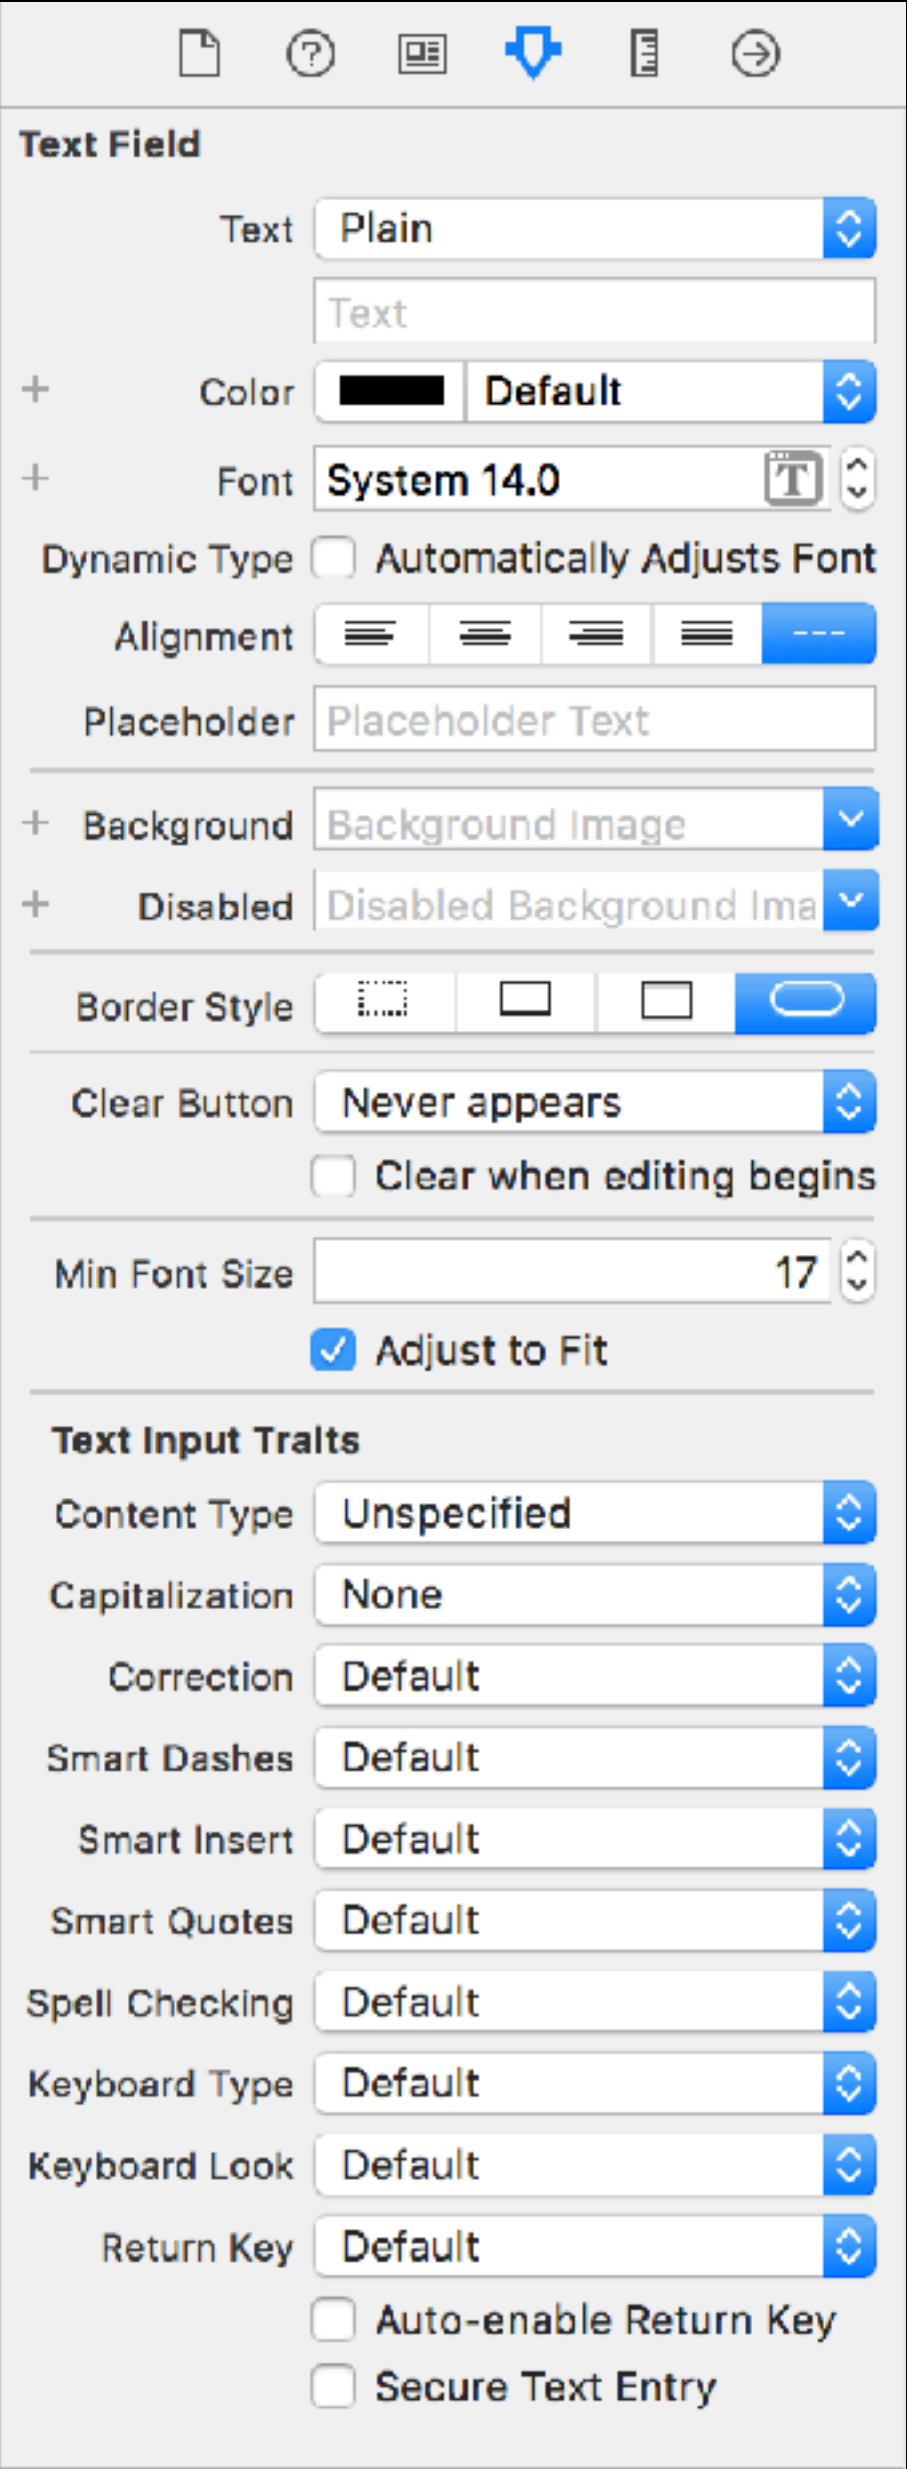 Text Field
Text Plain
Text
+ Color Default
+ Font System 14.0 T
Dynamic Type Automatically Adjusts Font
Alignment ---
Placeholder Placeholder Text
+ Background Background Image
+ Disabled Disabled Background Ima
Border Style
Clear Button Never appears
Clear when editing begins
Min Font Size 17
Adjust to Fit
Text Input Traits
Content Type Unspecified
Capitalization None
Correction Default
Smart Dashes Default
Smart Insert Default
Smart Quotes Default
Spell Checking Default
Keyboard Type Default
Keyboard Look Default
Return Key Default
Auto-enable Return Key
Secure Text Entry